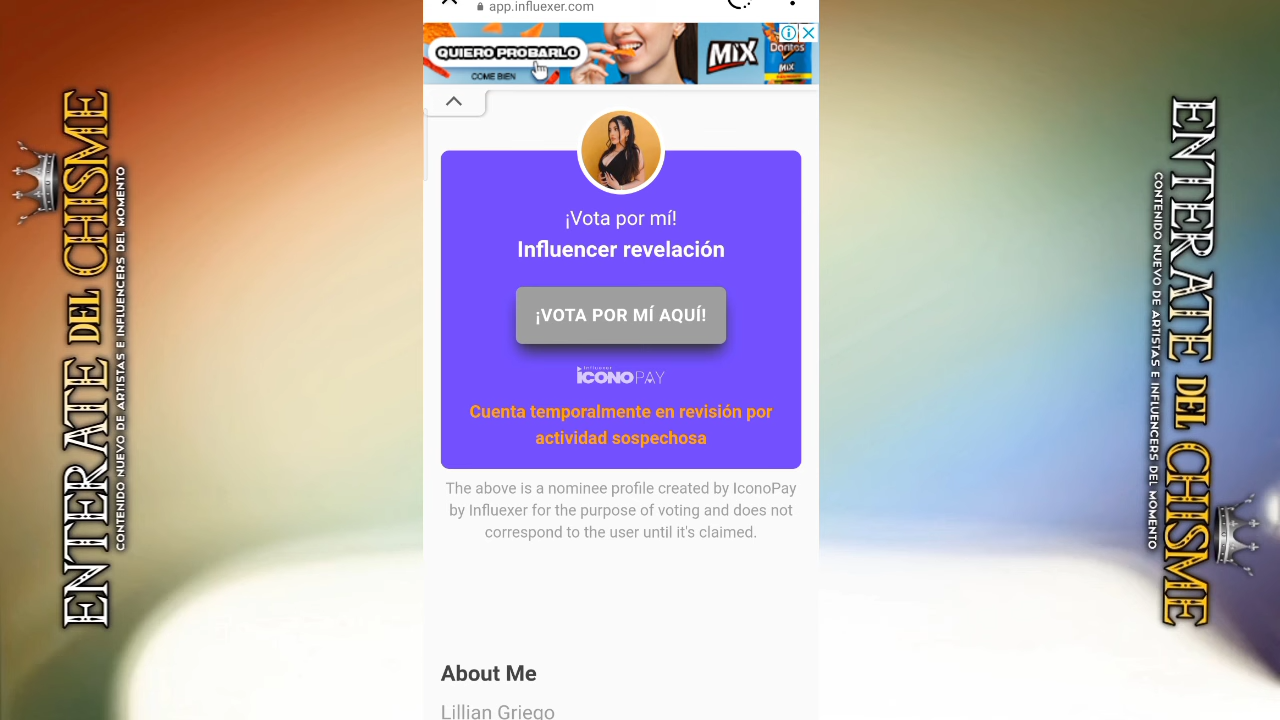 app.influexer.com
QUIERO PROBARLO
COME BIEN
MIX
Doritos
MIX
¡Vota por mí!
Influencer revelación
¡VOTA POR MÍ AQUÍ!
Influexer
ICONOPAY
Cuenta temporalmente en revisión por
actividad sospechosa
The above is a nominee profile created by IconoPay
by Influexer for the purpose of voting and does not
correspond to the user until it's claimed.
About Me
Lillian Griego
ENTERATE DEL CHISME
CONTENIDO NUEVO DE ARTISTAS E INFLUENCERS DEL MOMENTO
ENTERATE DEL CHISME
CONTENIDO NUEVO DE ARTISTAS E INFLUENCERS DEL MOMENTO